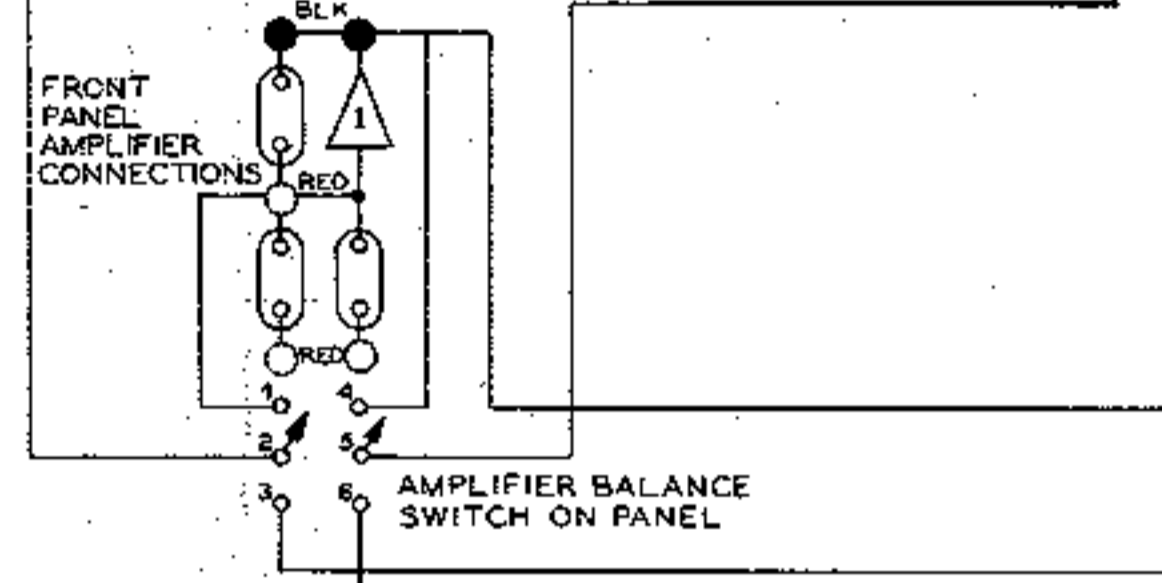 BLK
FRONT
PANEL
AMPLIFIER
CONNECTIONS
1
RED
RED
1 4
2 5
3 6
AMPLIFIER BALANCE
SWITCH ON PANEL